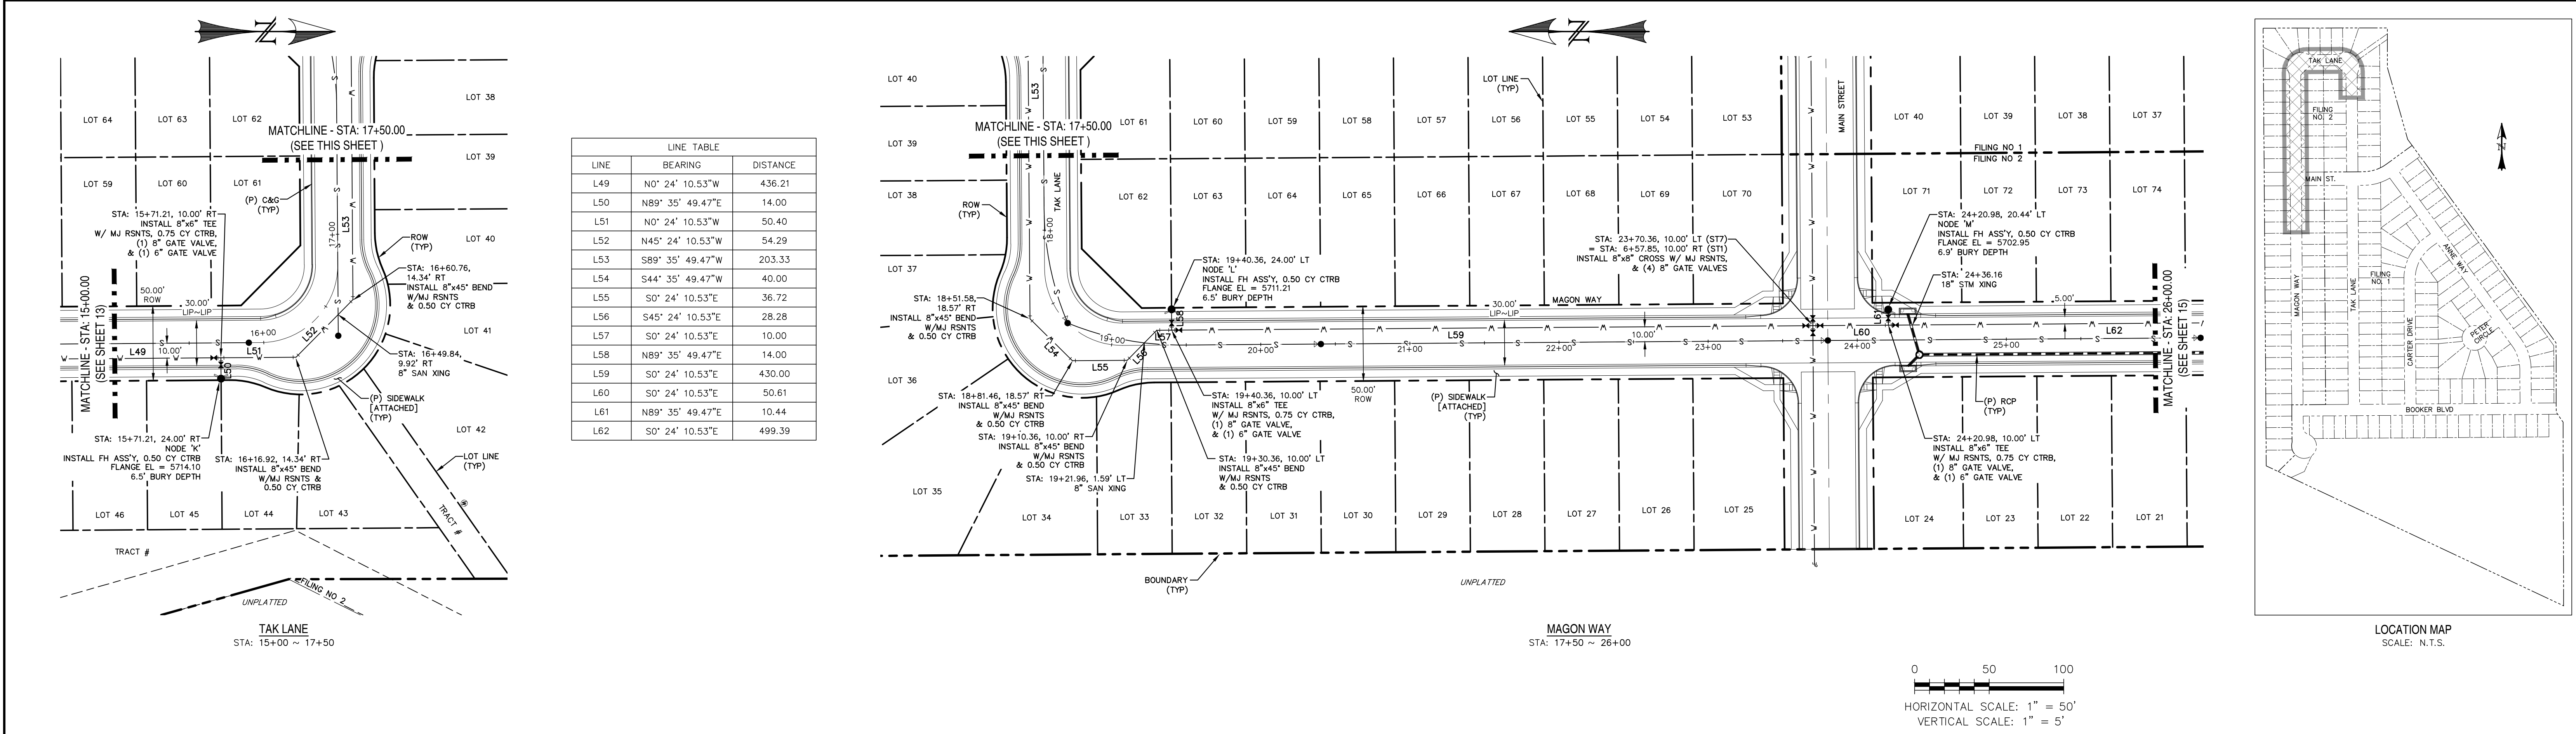 N
LOT 64
LOT 63
LOT 62
LOT 38
MATCHLINE - STA: 17+50.00
(SEE THIS SHEET )
LOT 39
LOT 59
LOT 60
LOT 61
(P) C&G
(TYP)
L53
17+00
S
W
STA: 15+71.21, 10.00' RT
INSTALL 8"x6" TEE
W/ MJ RSNTS, 0.75 CY CTRB,
(1) 8" GATE VALVE,
& (1) 6" GATE VALVE
ROW
(TYP)
LOT 40
STA: 16+60.76,
14.34' RT
INSTALL 8"x45° BEND
W/MJ RSNTS
& 0.50 CY CTRB
MATCHLINE - STA: 15+00.00
(SEE SHEET 13)
50.00'
ROW
30.00'
LIP~LIP
16+00
L49
10.00'
L51
L52
L50
LOT 41
STA: 16+49.84,
9.92' RT
8" SAN XING
(P) SIDEWALK
[ATTACHED]
(TYP)
LOT 42
STA: 15+71.21, 24.00' RT
NODE 'K'
INSTALL FH ASS'Y, 0.50 CY CTRB
FLANGE EL = 5714.10
6.5' BURY DEPTH
STA: 16+16.92, 14.34' RT
INSTALL 8"x45° BEND
W/MJ RSNTS &
0.50 CY CTRB
LOT LINE
(TYP)
LOT 46
LOT 45
LOT 44
LOT 43
TRACT #
TRACT #
FILING NO 2
UNPLATTED
TAK LANE
STA: 15+00 ~ 17+50
LINE TABLE
LINE BEARING DISTANCE
L49 N0° 24' 10.53"W 436.21
L50 N89° 35' 49.47"E 14.00
L51 N0° 24' 10.53"W 50.40
L52 N45° 24' 10.53"W 54.29
L53 S89° 35' 49.47"W 203.33
L54 S44° 35' 49.47"W 40.00
L55 S0° 24' 10.53"E 36.72
L56 S45° 24' 10.53"E 28.28
L57 S0° 24' 10.53"E 10.00
L58 N89° 35' 49.47"E 14.00
L59 S0° 24' 10.53"E 430.00
L60 S0° 24' 10.53"E 50.61
L61 N89° 35' 49.47"E 10.44
L62 S0° 24' 10.53"E 499.39
N
LOT 40
L53
LOT LINE
(TYP)
MAIN STREET
MATCHLINE - STA: 17+50.00
(SEE THIS SHEET )
LOT 61
LOT 60
LOT 59
LOT 58
LOT 57
LOT 56
LOT 55
LOT 54
LOT 53
LOT 40
LOT 39
LOT 38
LOT 37
LOT 39
FILING NO 1
FILING NO 2
LOT 38
LOT 62
LOT 63
LOT 64
LOT 65
LOT 66
LOT 67
LOT 68
LOT 69
LOT 70
LOT 71
LOT 72
LOT 73
LOT 74
ROW
(TYP)
TAK LANE
18+00
STA: 24+20.98, 20.44' LT
NODE 'M'
INSTALL FH ASS'Y, 0.50 CY CTRB
FLANGE EL = 5702.95
6.9' BURY DEPTH
STA: 23+70.36, 10.00' LT (ST7)
= STA: 6+57.85, 10.00' RT (ST1)
INSTALL 8"x8" CROSS W/ MJ RSNTS,
& (4) 8" GATE VALVES
LOT 37
STA: 19+40.36, 24.00' LT
NODE 'L'
INSTALL FH ASS'Y, 0.50 CY CTRB
FLANGE EL = 5711.21
6.5' BURY DEPTH
STA: 24+36.16
18" STM XING
STA: 18+51.58,
18.57' RT
INSTALL 8"x45° BEND
W/MJ RSNTS
& 0.50 CY CTRB
30.00'
LIP~LIP
MAGON WAY
5.00'
MATCHLINE - STA: 26+00.00
(SEE SHEET 15)
L58
L57
L59
10.00'
L61
L60
L62
19+00
20+00
21+00
22+00
23+00
24+00
25+00
L54
L56
L55
LOT 36
STA: 18+81.46, 18.57' RT
INSTALL 8"x45° BEND
W/MJ RSNTS
& 0.50 CY CTRB
STA: 19+10.36, 10.00' RT
INSTALL 8"x45° BEND
W/MJ RSNTS
& 0.50 CY CTRB
STA: 19+21.96, 1.59' LT
8" SAN XING
STA: 19+40.36, 10.00' LT
INSTALL 8"x6" TEE
W/ MJ RSNTS, 0.75 CY CTRB,
(1) 8" GATE VALVE,
& (1) 6" GATE VALVE
STA: 19+30.36, 10.00' LT
INSTALL 8"x45° BEND
W/MJ RSNTS
& 0.50 CY CTRB
50.00'
ROW
(P) SIDEWALK
[ATTACHED]
(TYP)
(P) RCP
(TYP)
STA: 24+20.98, 10.00' LT
INSTALL 8"x6" TEE
W/ MJ RSNTS, 0.75 CY CTRB,
(1) 8" GATE VALVE,
& (1) 6" GATE VALVE
LOT 35
LOT 34
LOT 33
LOT 32
LOT 31
LOT 30
LOT 29
LOT 28
LOT 27
LOT 26
LOT 25
LOT 24
LOT 23
LOT 22
LOT 21
BOUNDARY
(TYP)
UNPLATTED
MAGON WAY
STA: 17+50 ~ 26+00
0 50 100
HORIZONTAL SCALE: 1" = 50'
VERTICAL SCALE: 1" = 5'
TAK LANE
FILING
NO. 2
N
MAIN ST.
MAGON WAY
TAK LANE
FILING
NO. 1
ANNE WAY
CARTER DRIVE
PETER
CIRCLE
BOOKER BLVD
LOCATION MAP
SCALE: N.T.S.